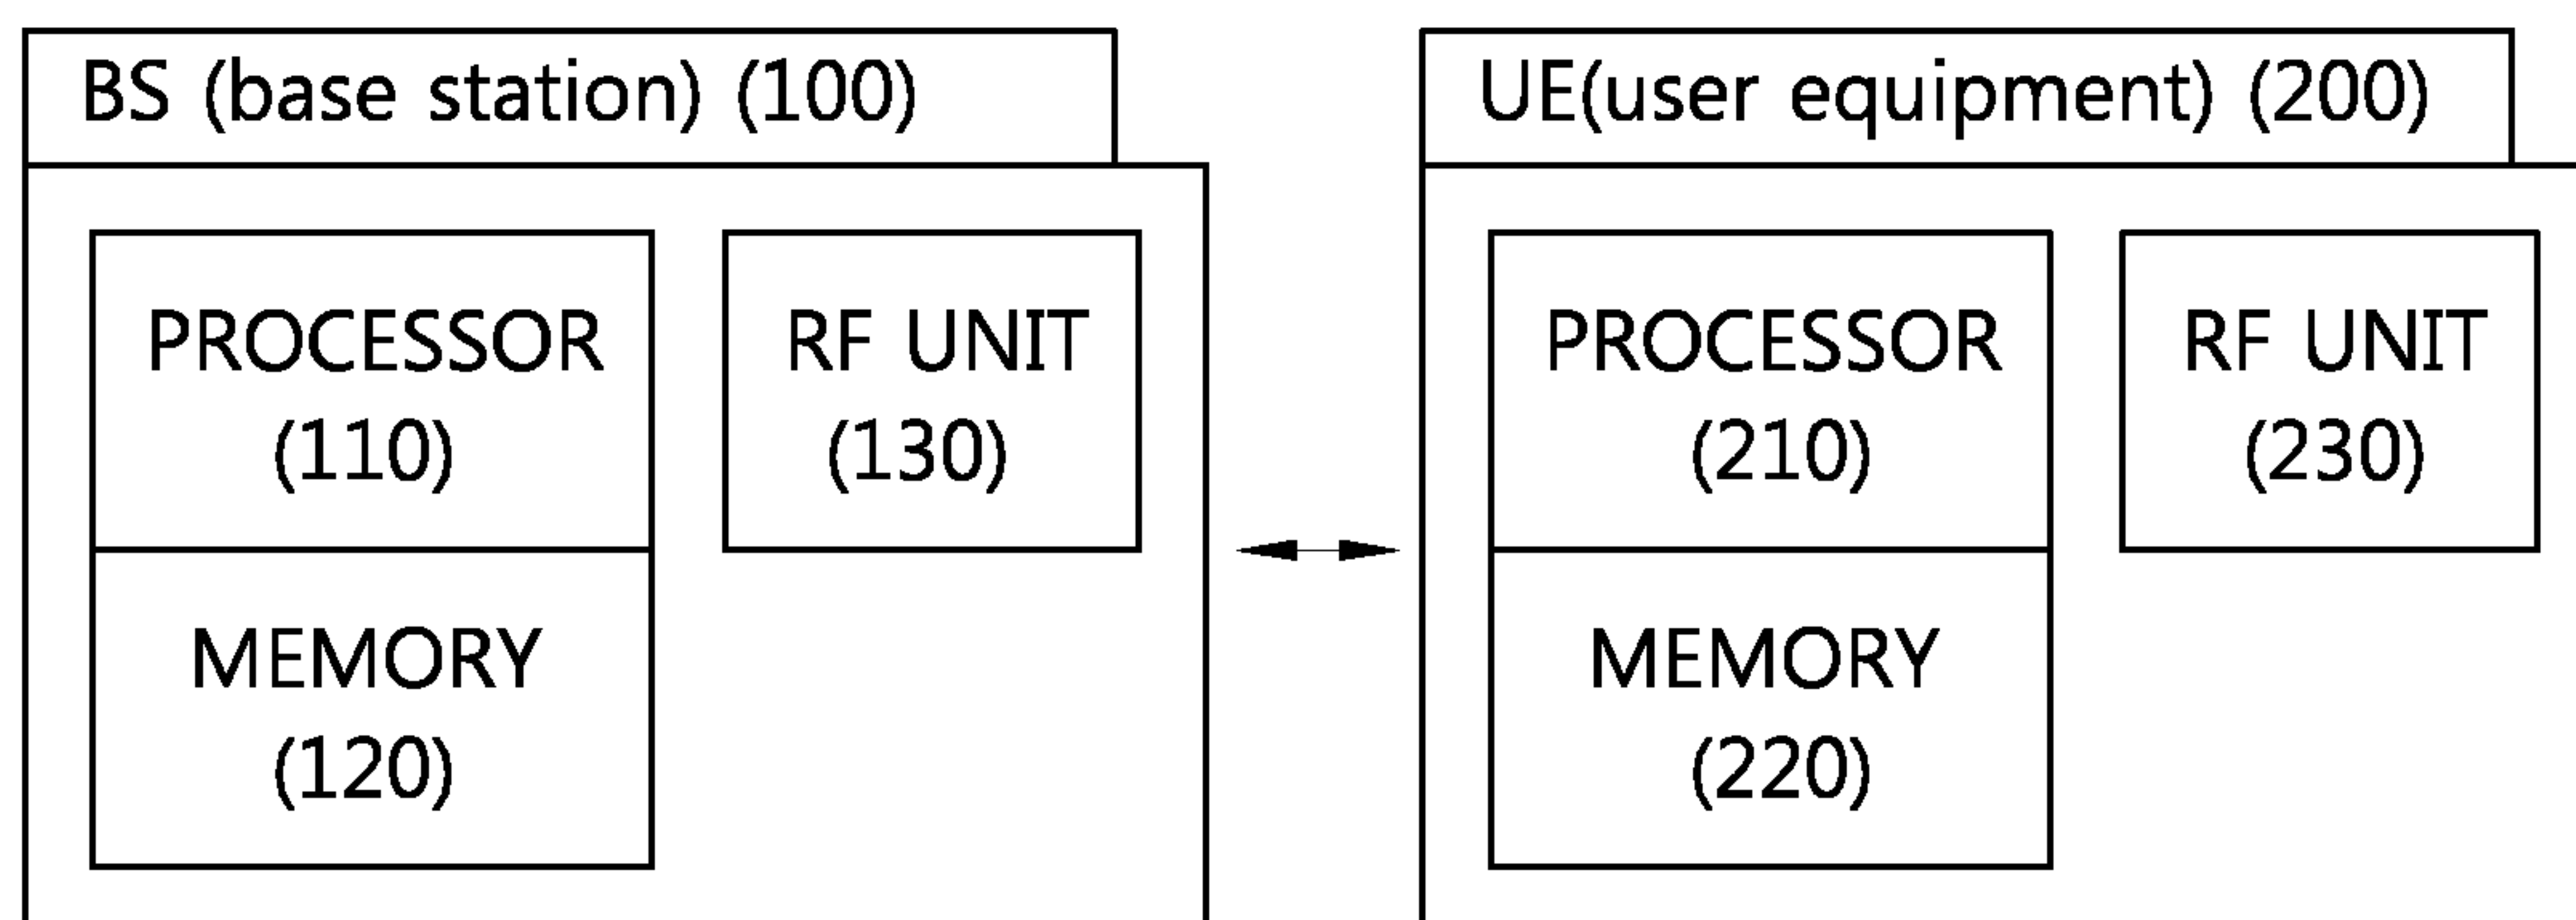 BS (base station) (100)
PROCESSOR
(110)
RF UNIT
(130)
MEMORY
(120)
UE(user equipment) (200)
PROCESSOR
(210)
RF UNIT
(230)
MEMORY
(220)